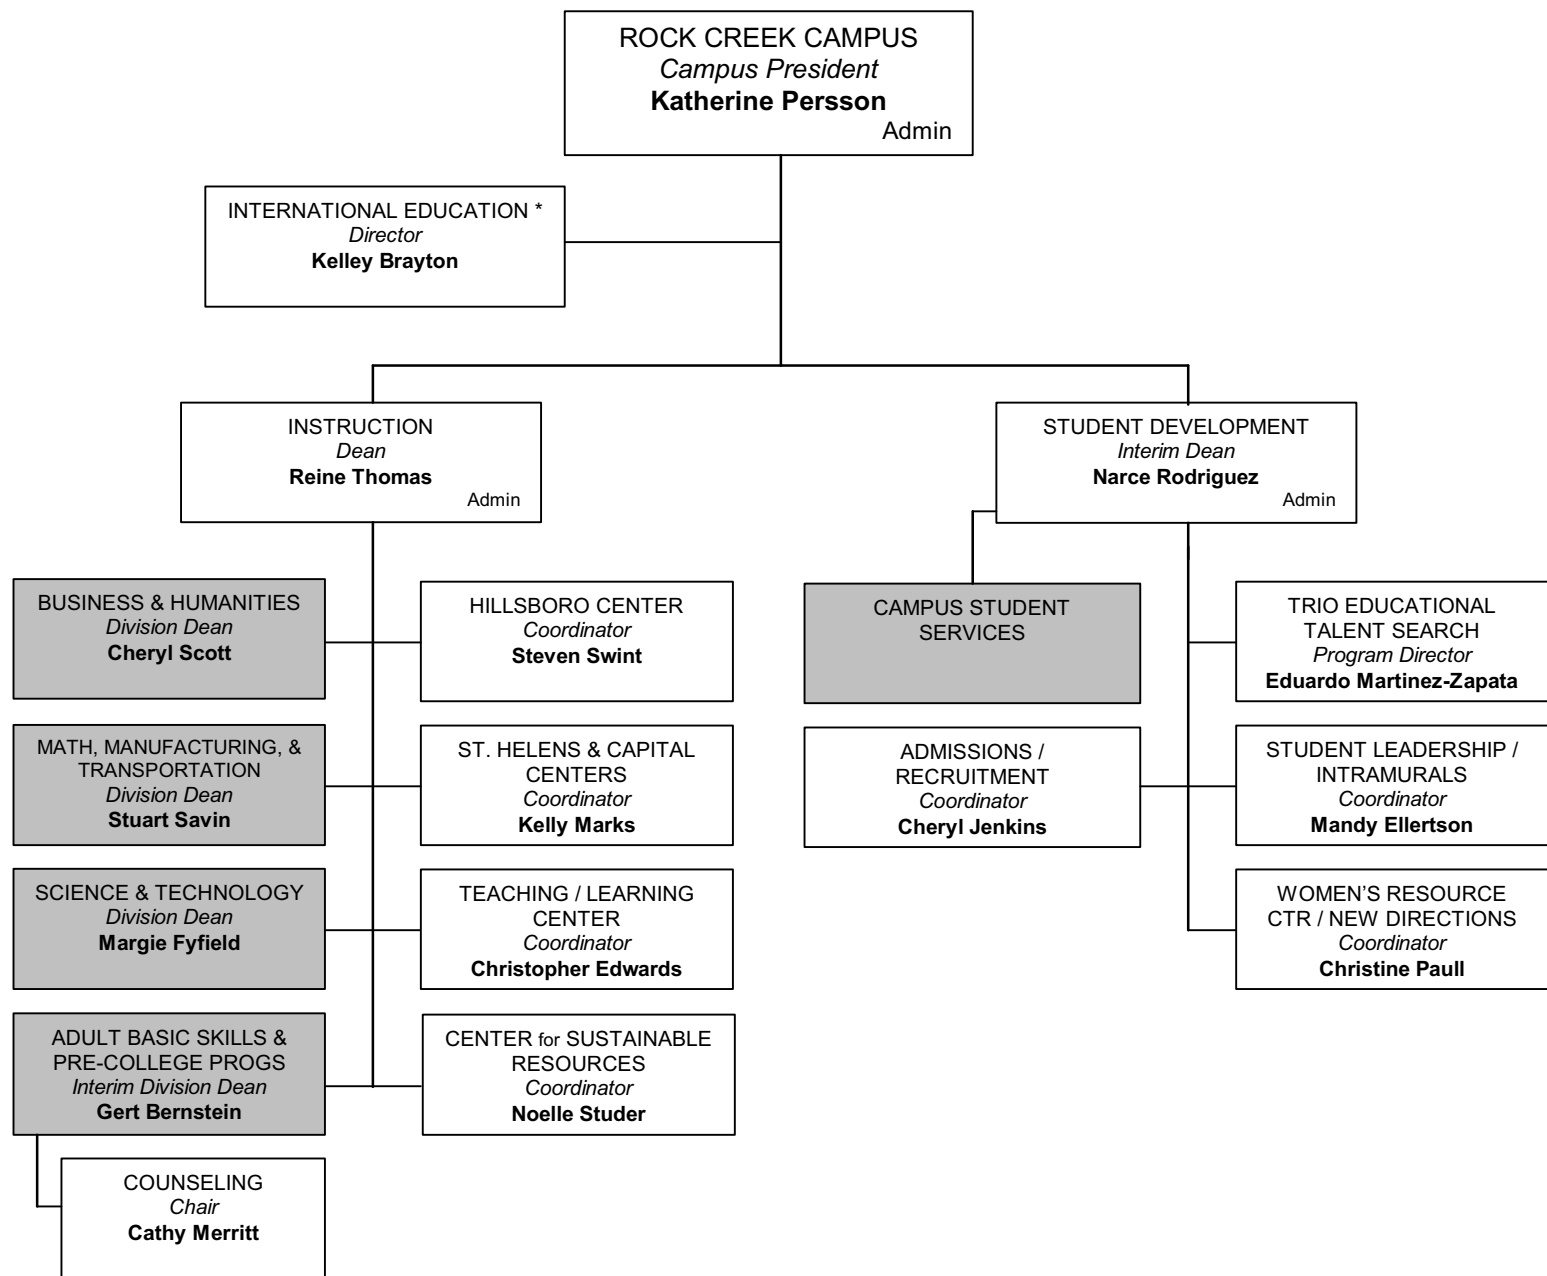 ROCK CREEK CAMPUS
Campus President
Katherine Persson
Admin
INTERNATIONAL EDUCATION *
Director
Kelley Brayton
INSTRUCTION
Dean
Reine Thomas
Admin
STUDENT DEVELOPMENT
Interim Dean
Narce Rodriguez
Admin
BUSINESS & HUMANITIES
Division Dean
Cheryl Scott
HILLSBORO CENTER
Coordinator
Steven Swint
CAMPUS STUDENT
SERVICES
TRIO EDUCATIONAL
TALENT SEARCH
Program Director
Eduardo Martinez-Zapata
MATH, MANUFACTURING, &
TRANSPORTATION
Division Dean
Stuart Savin
ST. HELENS & CAPITAL
CENTERS
Coordinator
Kelly Marks
ADMISSIONS /
RECRUITMENT
Coordinator
Cheryl Jenkins
STUDENT LEADERSHIP /
INTRAMURALS
Coordinator
Mandy Ellertson
SCIENCE & TECHNOLOGY
Division Dean
Margie Fyfield
TEACHING / LEARNING
CENTER
Coordinator
Christopher Edwards
WOMEN'S RESOURCE
CTR / NEW DIRECTIONS
Coordinator
Christine Paull
ADULT BASIC SKILLS &
PRE-COLLEGE PROGS
Interim Division Dean
Gert Bernstein
CENTER for SUSTAINABLE
RESOURCES
Coordinator
Noelle Studer
COUNSELING
Chair
Cathy Merritt